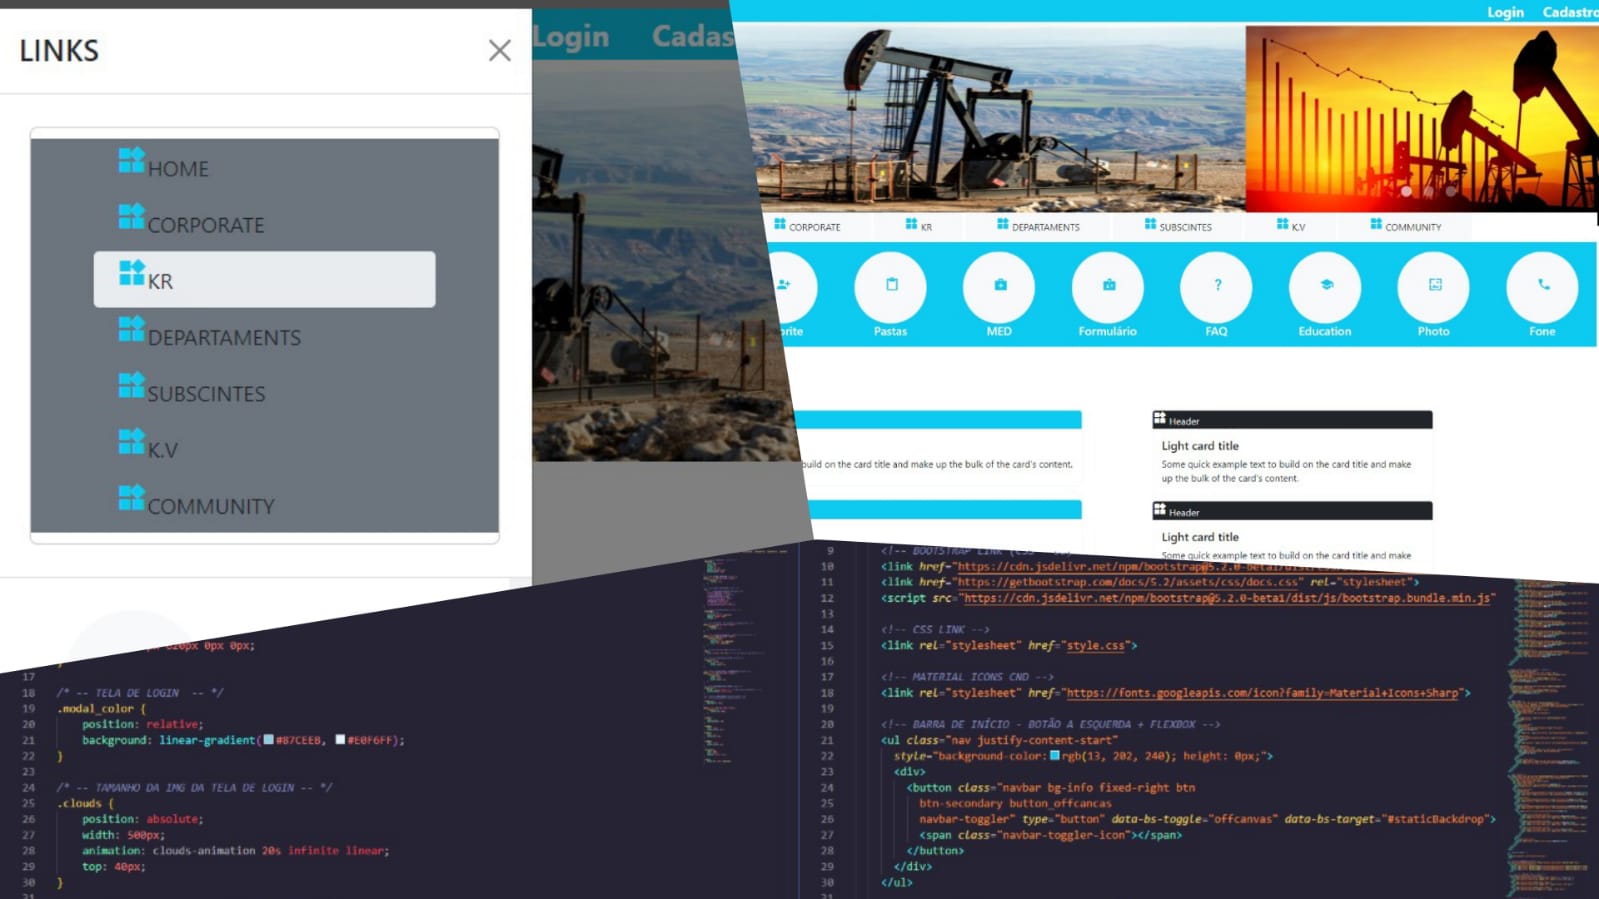 LINKS
Login Cadas
HOME
CORPORATE
KR
DEPARTAMENTS
SUBSCINTES
K.V
COMMUNITY
Login Cadastro
CORPORATE KR DEPARTAMENTS SUBSCINTES K.V COMMUNITY
rite Pastas MED Formulário FAQ Education Photo Fone
?
build on the card title and make up the bulk of the card's content.
Header
Light card title
Some quick example text to build on the card title and make
up the bulk of the card's content.
Header
Light card title
Some quick example text to build on the card title and make
0px 0px;
17
18 /* -- TELA DE LOGIN -- */
19 .modal_color {
20 position: relative;
21 background: linear-gradient(#87CEEB, #E0F6FF);
22 }
23
24 /* -- TAMANHO DA IMG DA TELA DE LOGIN -- */
25 .clouds {
26 position: absolute;
27 width: 500px;
28 animation: clouds-animation 20s infinite linear;
29 top: 40px;
30 }
31
9 <!-- BOOTSTRAP LINK (CSS
10 <link href="https://cdn.jsdelivr.net/npm/bootstrap@5.2.0-beta1/
11 <link href="https://getbootstrap.com/docs/5.2/assets/css/docs.css" rel="stylesheet">
12 <script src="https://cdn.jsdelivr.net/npm/bootstrap@5.2.0-beta1/dist/js/bootstrap.bundle.min.js"
13
14 <!-- CSS LINK -->
15 <link rel="stylesheet" href="style.css">
16
17 <!-- MATERIAL ICONS CND -->
18 <link rel="stylesheet" href="https://fonts.googleapis.com/icon?family=Material+Icons+Sharp">
19
20 <!-- BARRA DE INÍCIO - BOTÃO A ESQUERDA + FLEXBOX -->
21 <ul class="nav justify-content-start"
22 style="background-color: rgb(13, 202, 240); height: 0px;">
23 <div>
24 <button class="navbar bg-info fixed-right btn
25 btn-secondary button_offcancas
26 navbar-toggler" type="button" data-bs-toggle="offcanvas" data-bs-target="#staticBackdrop">
27 <span class="navbar-toggler-icon"></span>
28 </button>
29 </div>
30 </ul>
31